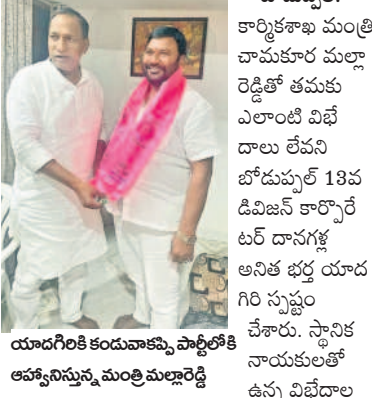 కార్మికశాఖ మంత్రి
చామకూర మల్లా
రెడ్డితో తమకు
ఎలాంటి విభే
దాలు లేవని
బోడుప్పల్ 13వ
డివిజన్ కార్పొరే
టర్ దానగళ్ల
అనిత భర్త యాద
గిరి స్పష్టం
చేశారు. స్థానిక
నాయకులతో
ఉన్న విభేదాల
యాదగిరికి కండువాకప్పి పార్టీలోకి
ఆహ్వానిస్తున్న మంత్రి మల్లారెడ్డి